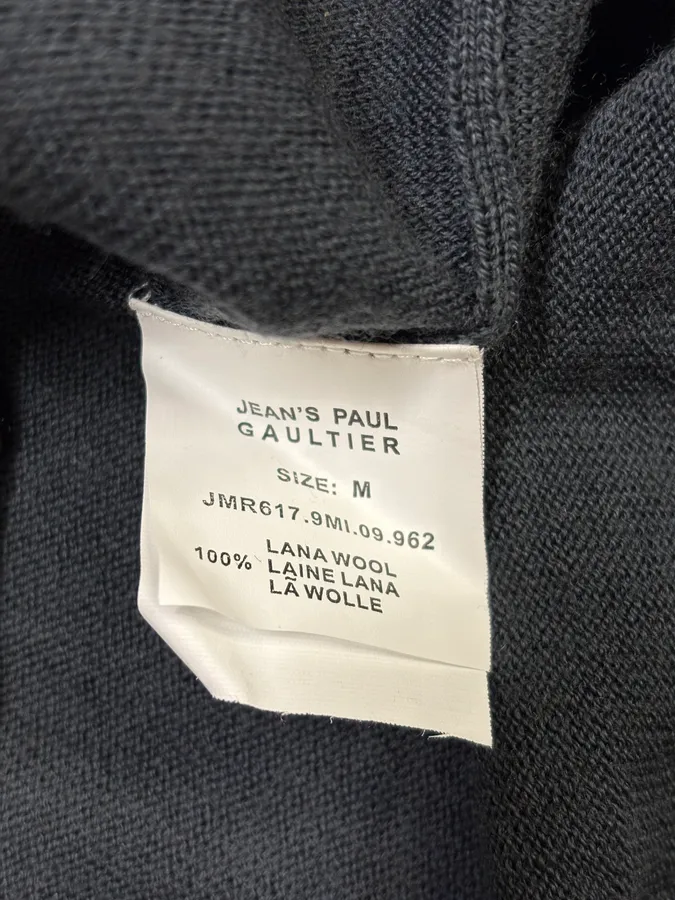 JEAN'S PAUL
GAULTIER
SIZE: M
JMR617.9MI.09.962
100% LANA WOOL
LAINE LANA
LÃ WOLLE